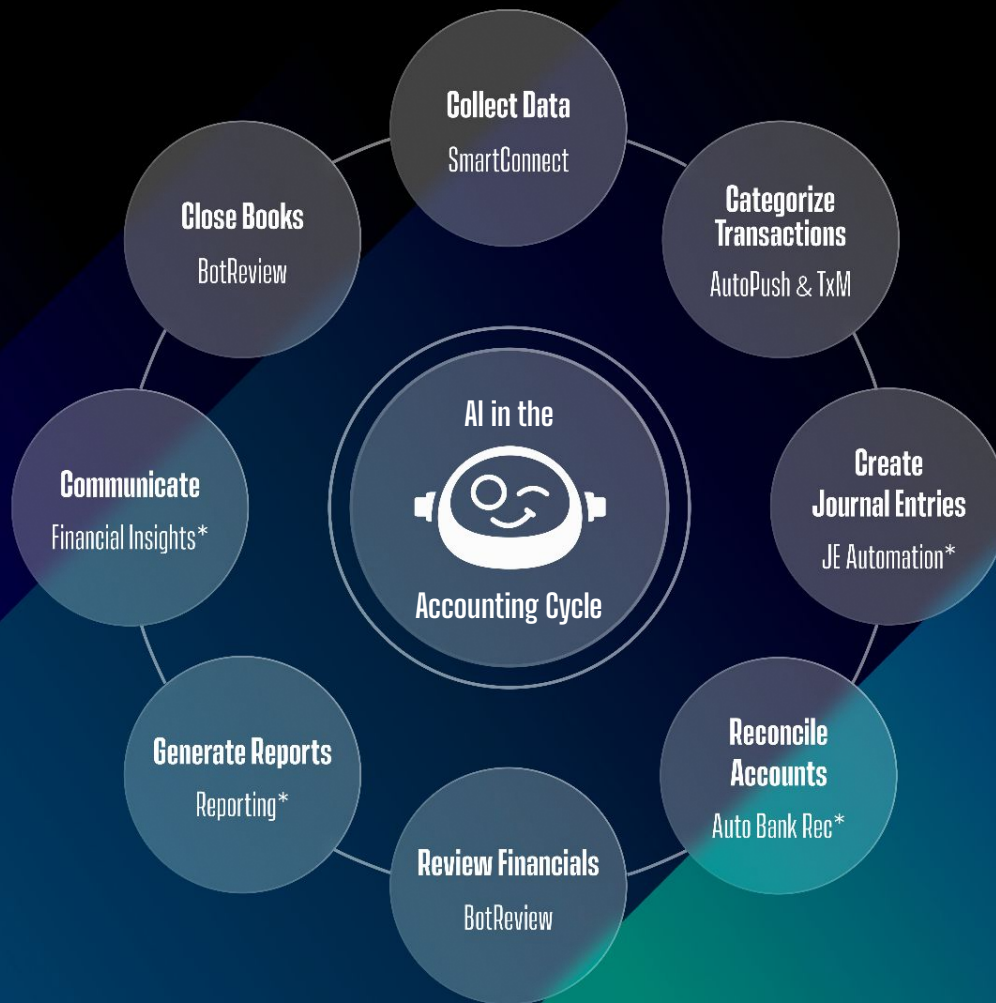 Collect Data
SmartConnect
Categorize
Transactions
AutoPush & TxM
Create
Journal Entries
JE Automation*
Reconcile
Accounts
Auto Bank Rec*
Review Financials
BotReview
Generate Reports
Reporting*
Communicate
Financial Insights*
Close Books
BotReview
AI in the
Accounting Cycle